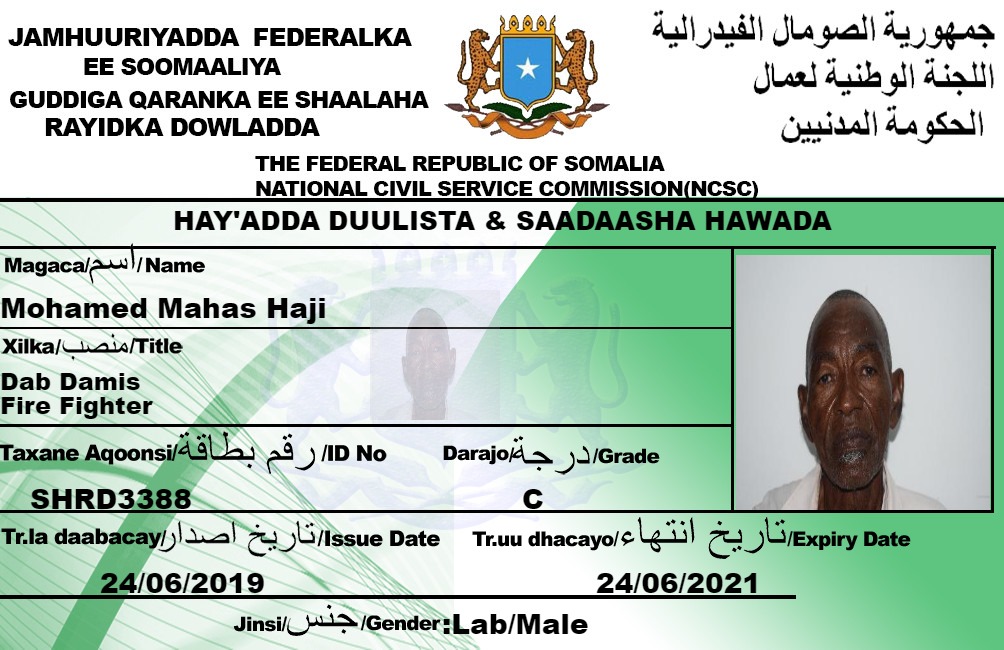 JAMHUURIYADDA FEDERALKA
EE SOOMAALIYA
GUDDIGA QARANKA EE SHAALAHA
RAYIDKA DOWLADDA
جمهورية الصومال الفيدرالية
اللجنة الوطنية لعمال
الحكومة المدنيين
THE FEDERAL REPUBLIC OF SOMALIA
NATIONAL CIVIL SERVICE COMMISSION(NCSC)
HAY'ADDA DUULISTA & SAADAASHA HAWADA
Magaca/اسم/Name
Mohamed Mahas Haji
Xilka/منصب/Title
Dab Damis
Fire Fighter
Taxane Aqoonsi/رقم بطاقة/ID No
SHRD3388
Darajo/درجة/Grade
C
Tr.la daabacay/تاريخ اصدار/Issue Date
24/06/2019
Tr.uu dhacayo/تاريخ انتهاء/Expiry Date
24/06/2021
Jinsi/جنس/Gender:Lab/Male